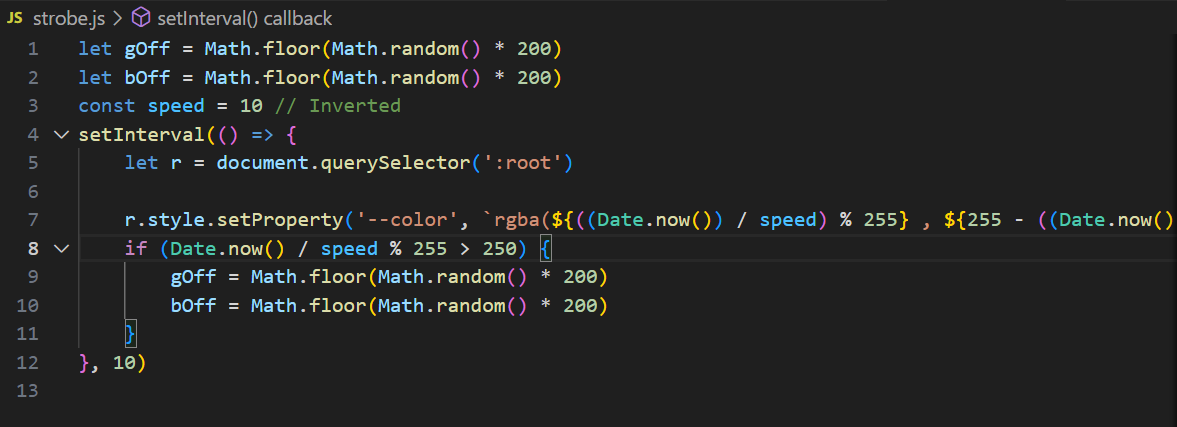 JS strobe.js > setInterval() callback
1 let gOff = Math.floor(Math.random() * 200)
2 let bOff = Math.floor(Math.random() * 200)
3 const speed = 10 // Inverted
4 setInterval(() => {
5 let r = document.querySelector(':root')
6
7 r.style.setProperty('--color', `rgba(${((Date.now()) / speed) % 255} , ${255 - ((Date.now()
8 if (Date.now() / speed % 255 > 250) {
9 gOff = Math.floor(Math.random() * 200)
10 bOff = Math.floor(Math.random() * 200)
11 }
12 }, 10)
13